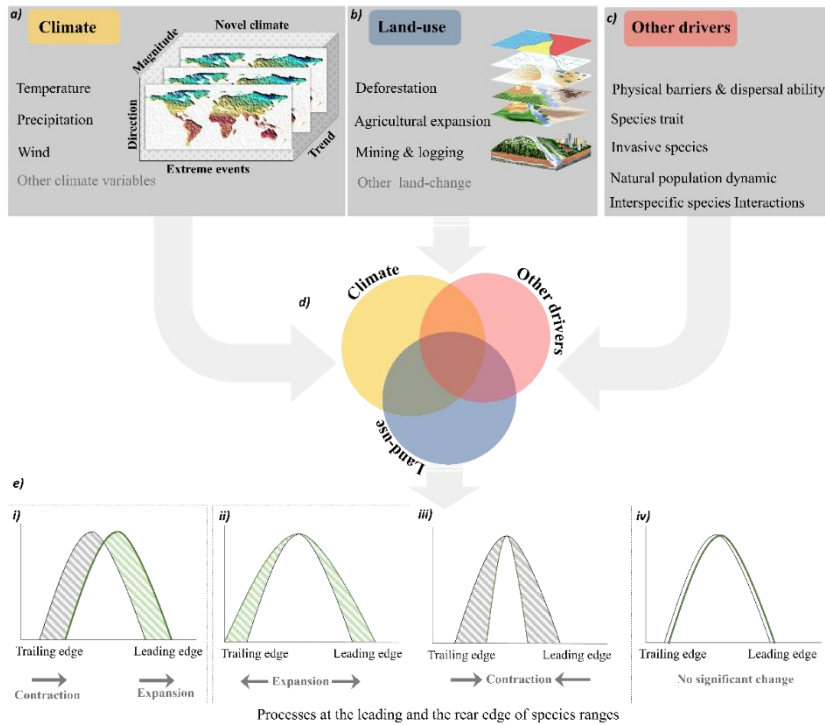 a)
Climate
Novel climate
Magnitude
Direction
Trend
Extreme events
Temperature
Precipitation
Wind
Other climate variables
b)
Land-use
Deforestation
Agricultural expansion
Mining & logging
Other land-change
c)
Other drivers
Physical barriers & dispersal ability
Species trait
Invasive species
Natural population dynamic
Interspecific species Interactions
d)
Climate
Other drivers
Land-use
e)
i)
Trailing edge
Leading edge
Contraction
Expansion
ii)
Trailing edge
Leading edge
Expansion
iii)
Trailing edge
Leading edge
Contraction
iv)
Trailing edge
Leading edge
No significant change
Processes at the leading and the rear edge of species ranges